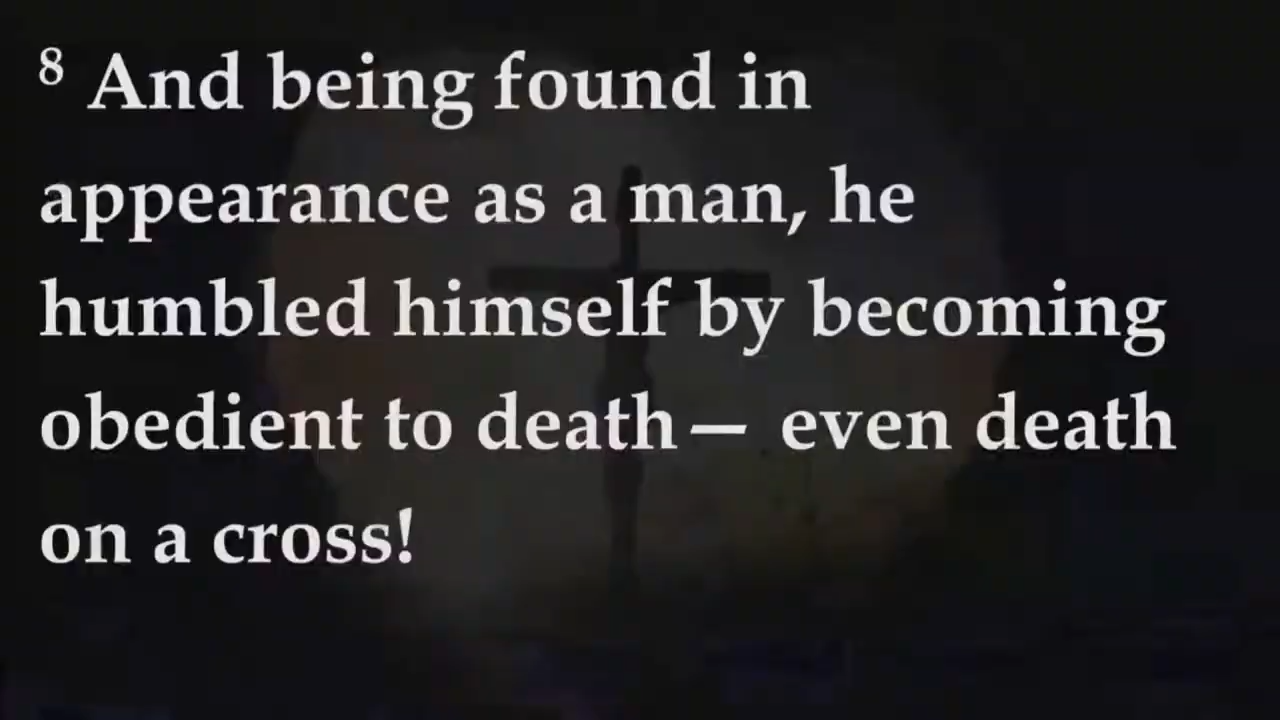 8 And being found in
appearance as a man, he
humbled himself by becoming
obedient to death— even death
on a cross!